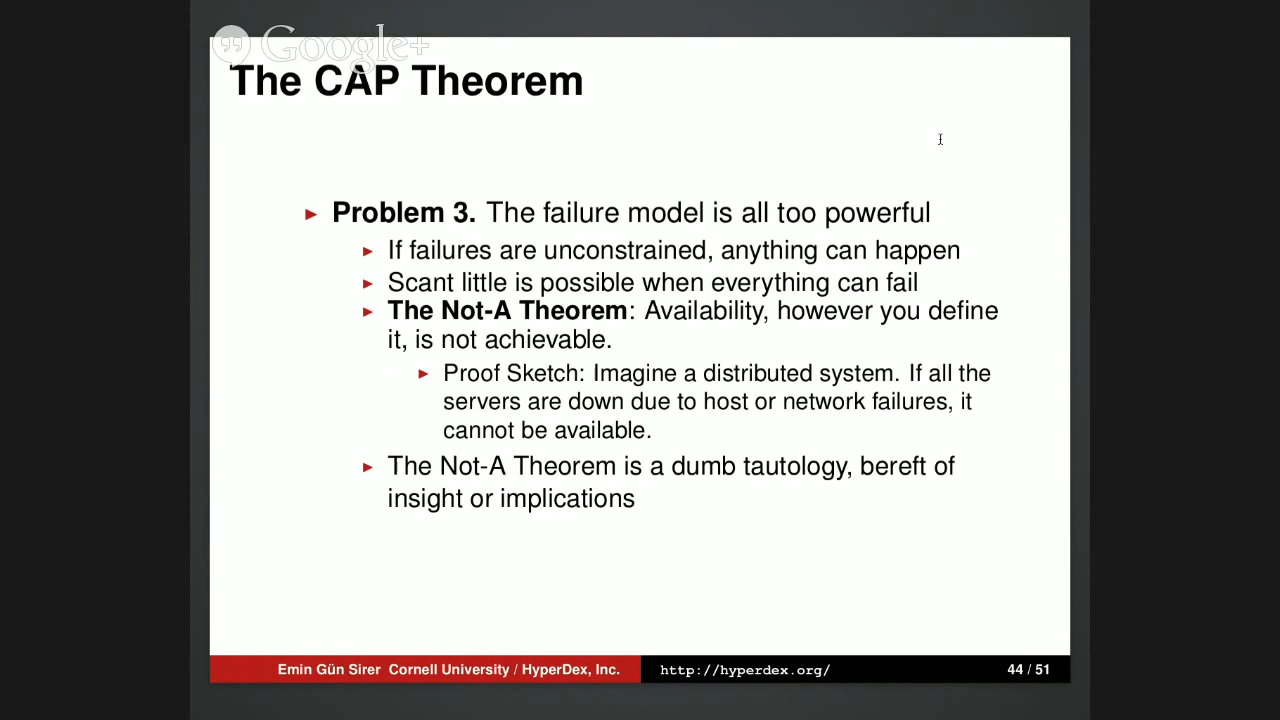 Google+
The CAP Theorem
Problem 3. The failure model is all too powerful
If failures are unconstrained, anything can happen
Scant little is possible when everything can fail
The Not-A Theorem: Availability, however you define
it, is not achievable.
Proof Sketch: Imagine a distributed system. If all the
servers are down due to host or network failures, it
cannot be available.
The Not-A Theorem is a dumb tautology, bereft of
insight or implications
Emin Gün Sirer Cornell University / HyperDex, Inc.
http://hyperdex.org/
44 / 51